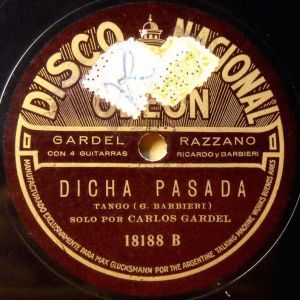 DISCO NACIONAL
ODEON
GARDEL RAZZANO
CON 4 GUITARRAS RICARDO y BARBIERI
DICHA PASADA
TANGO (G. BARBIERI)
SOLO POR CARLOS GARDEL
18188 B
MANUFACTURADO EXCLUSIVAMENTE PARA MAX GLUCKSMANN POR THE ARGENTINE TALKING MACHINE WORKS BUENOS AIRES